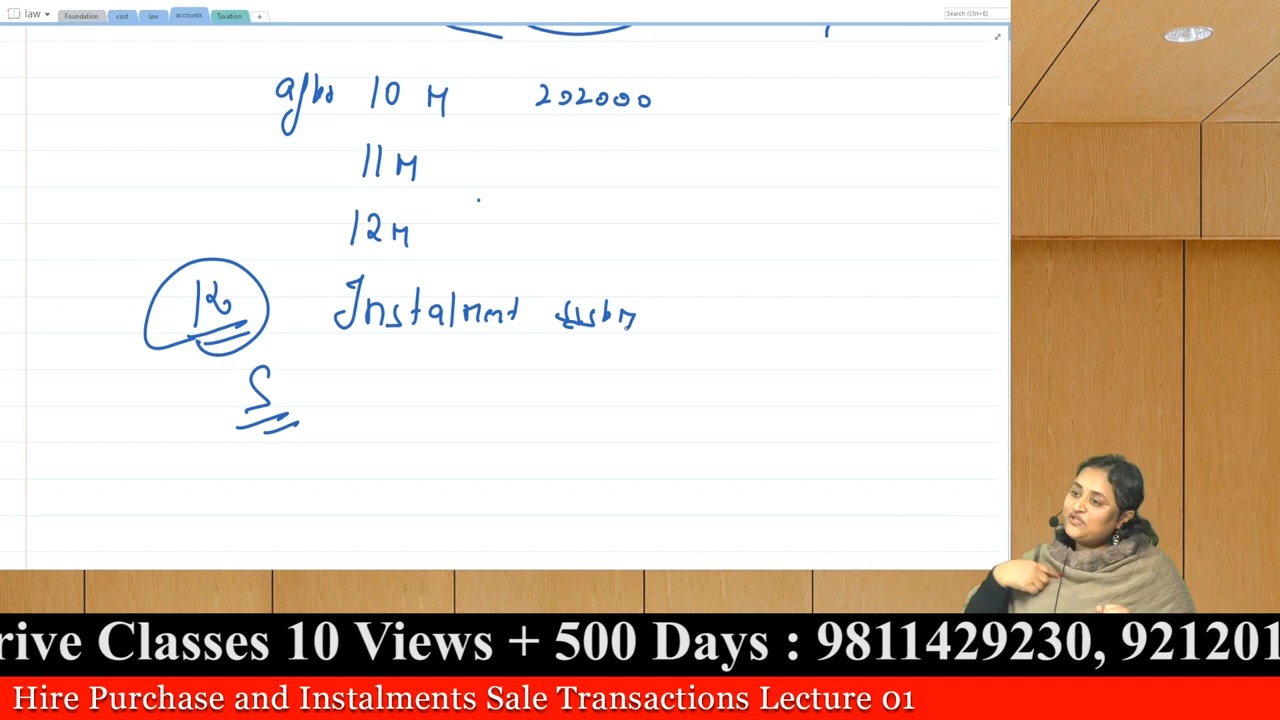 law
Foundation cost law accounts Taxation +
Search (Ctrl+E)
10 M 202000
11 M
12 M
R Instalment
S
rive Classes 10 Views + 500 Days : 9811429230, 921201
Hire Purchase and Instalments Sale Transactions Lecture 01